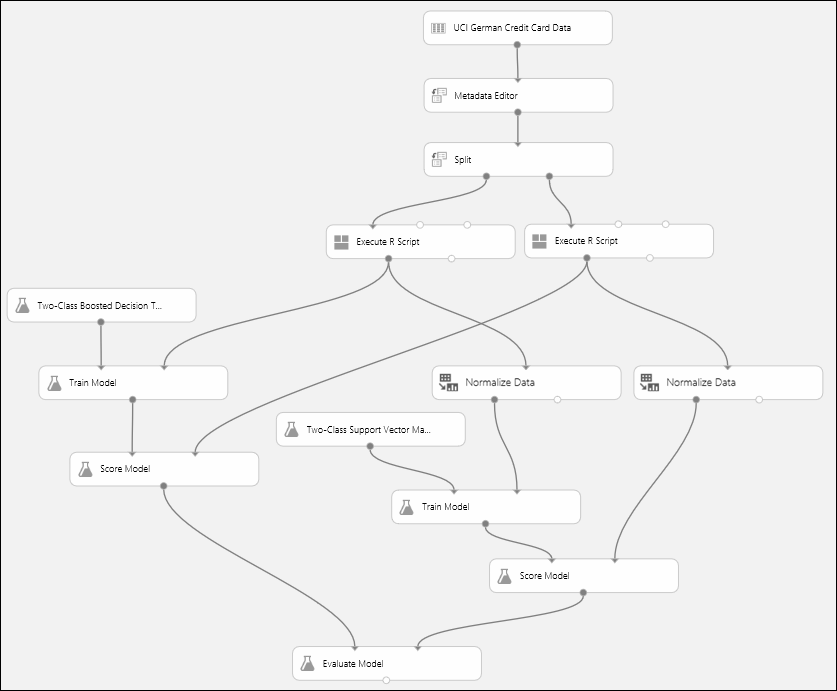 UCI German Credit Card Data
Metadata Editor
Split
Execute R Script
Execute R Script
Two-Class Boosted Decision T...
Train Model
Normalize Data
Normalize Data
Two-Class Support Vector Ma...
Score Model
Train Model
Score Model
Evaluate Model